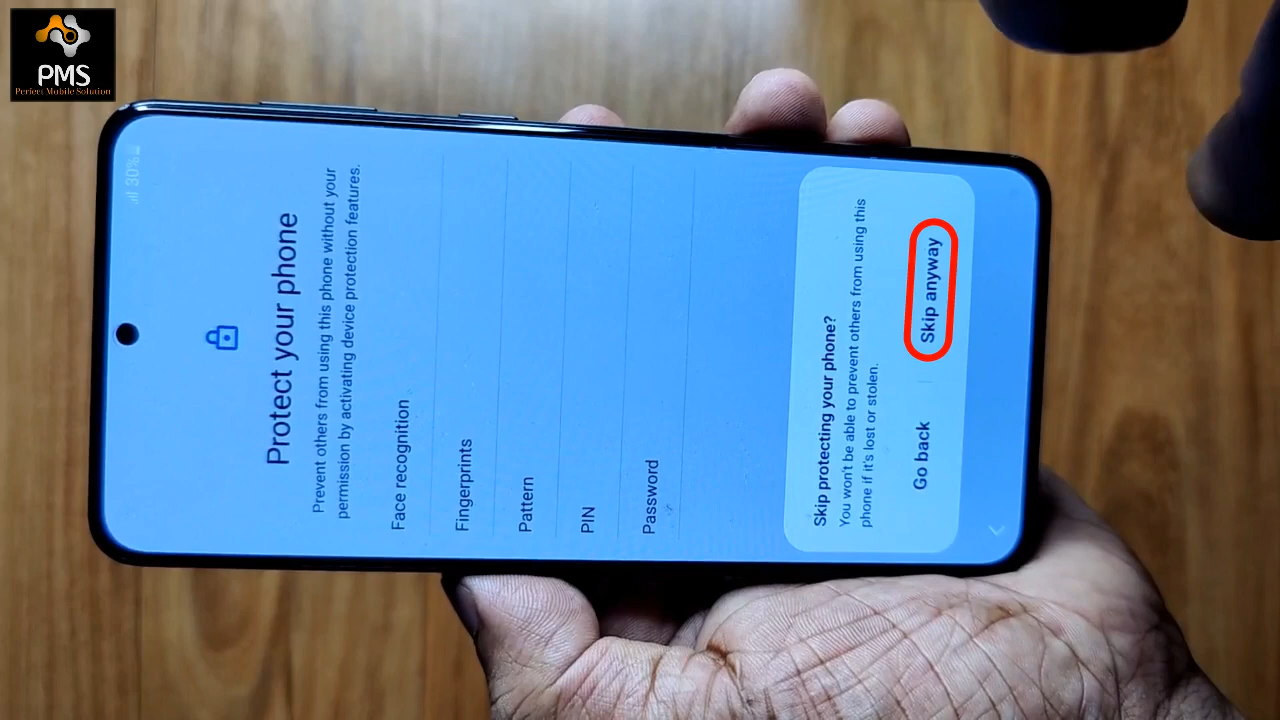 PMS
Perfect Mobile Solution
30%
Protect your phone
Prevent others from using this phone without your
permission by activating device protection features.
Face recognition
Fingerprints
Pattern
PIN
Password
Skip protecting your phone?
You won't be able to prevent others from using this
phone if it's lost or stolen.
Go back
Skip anyway